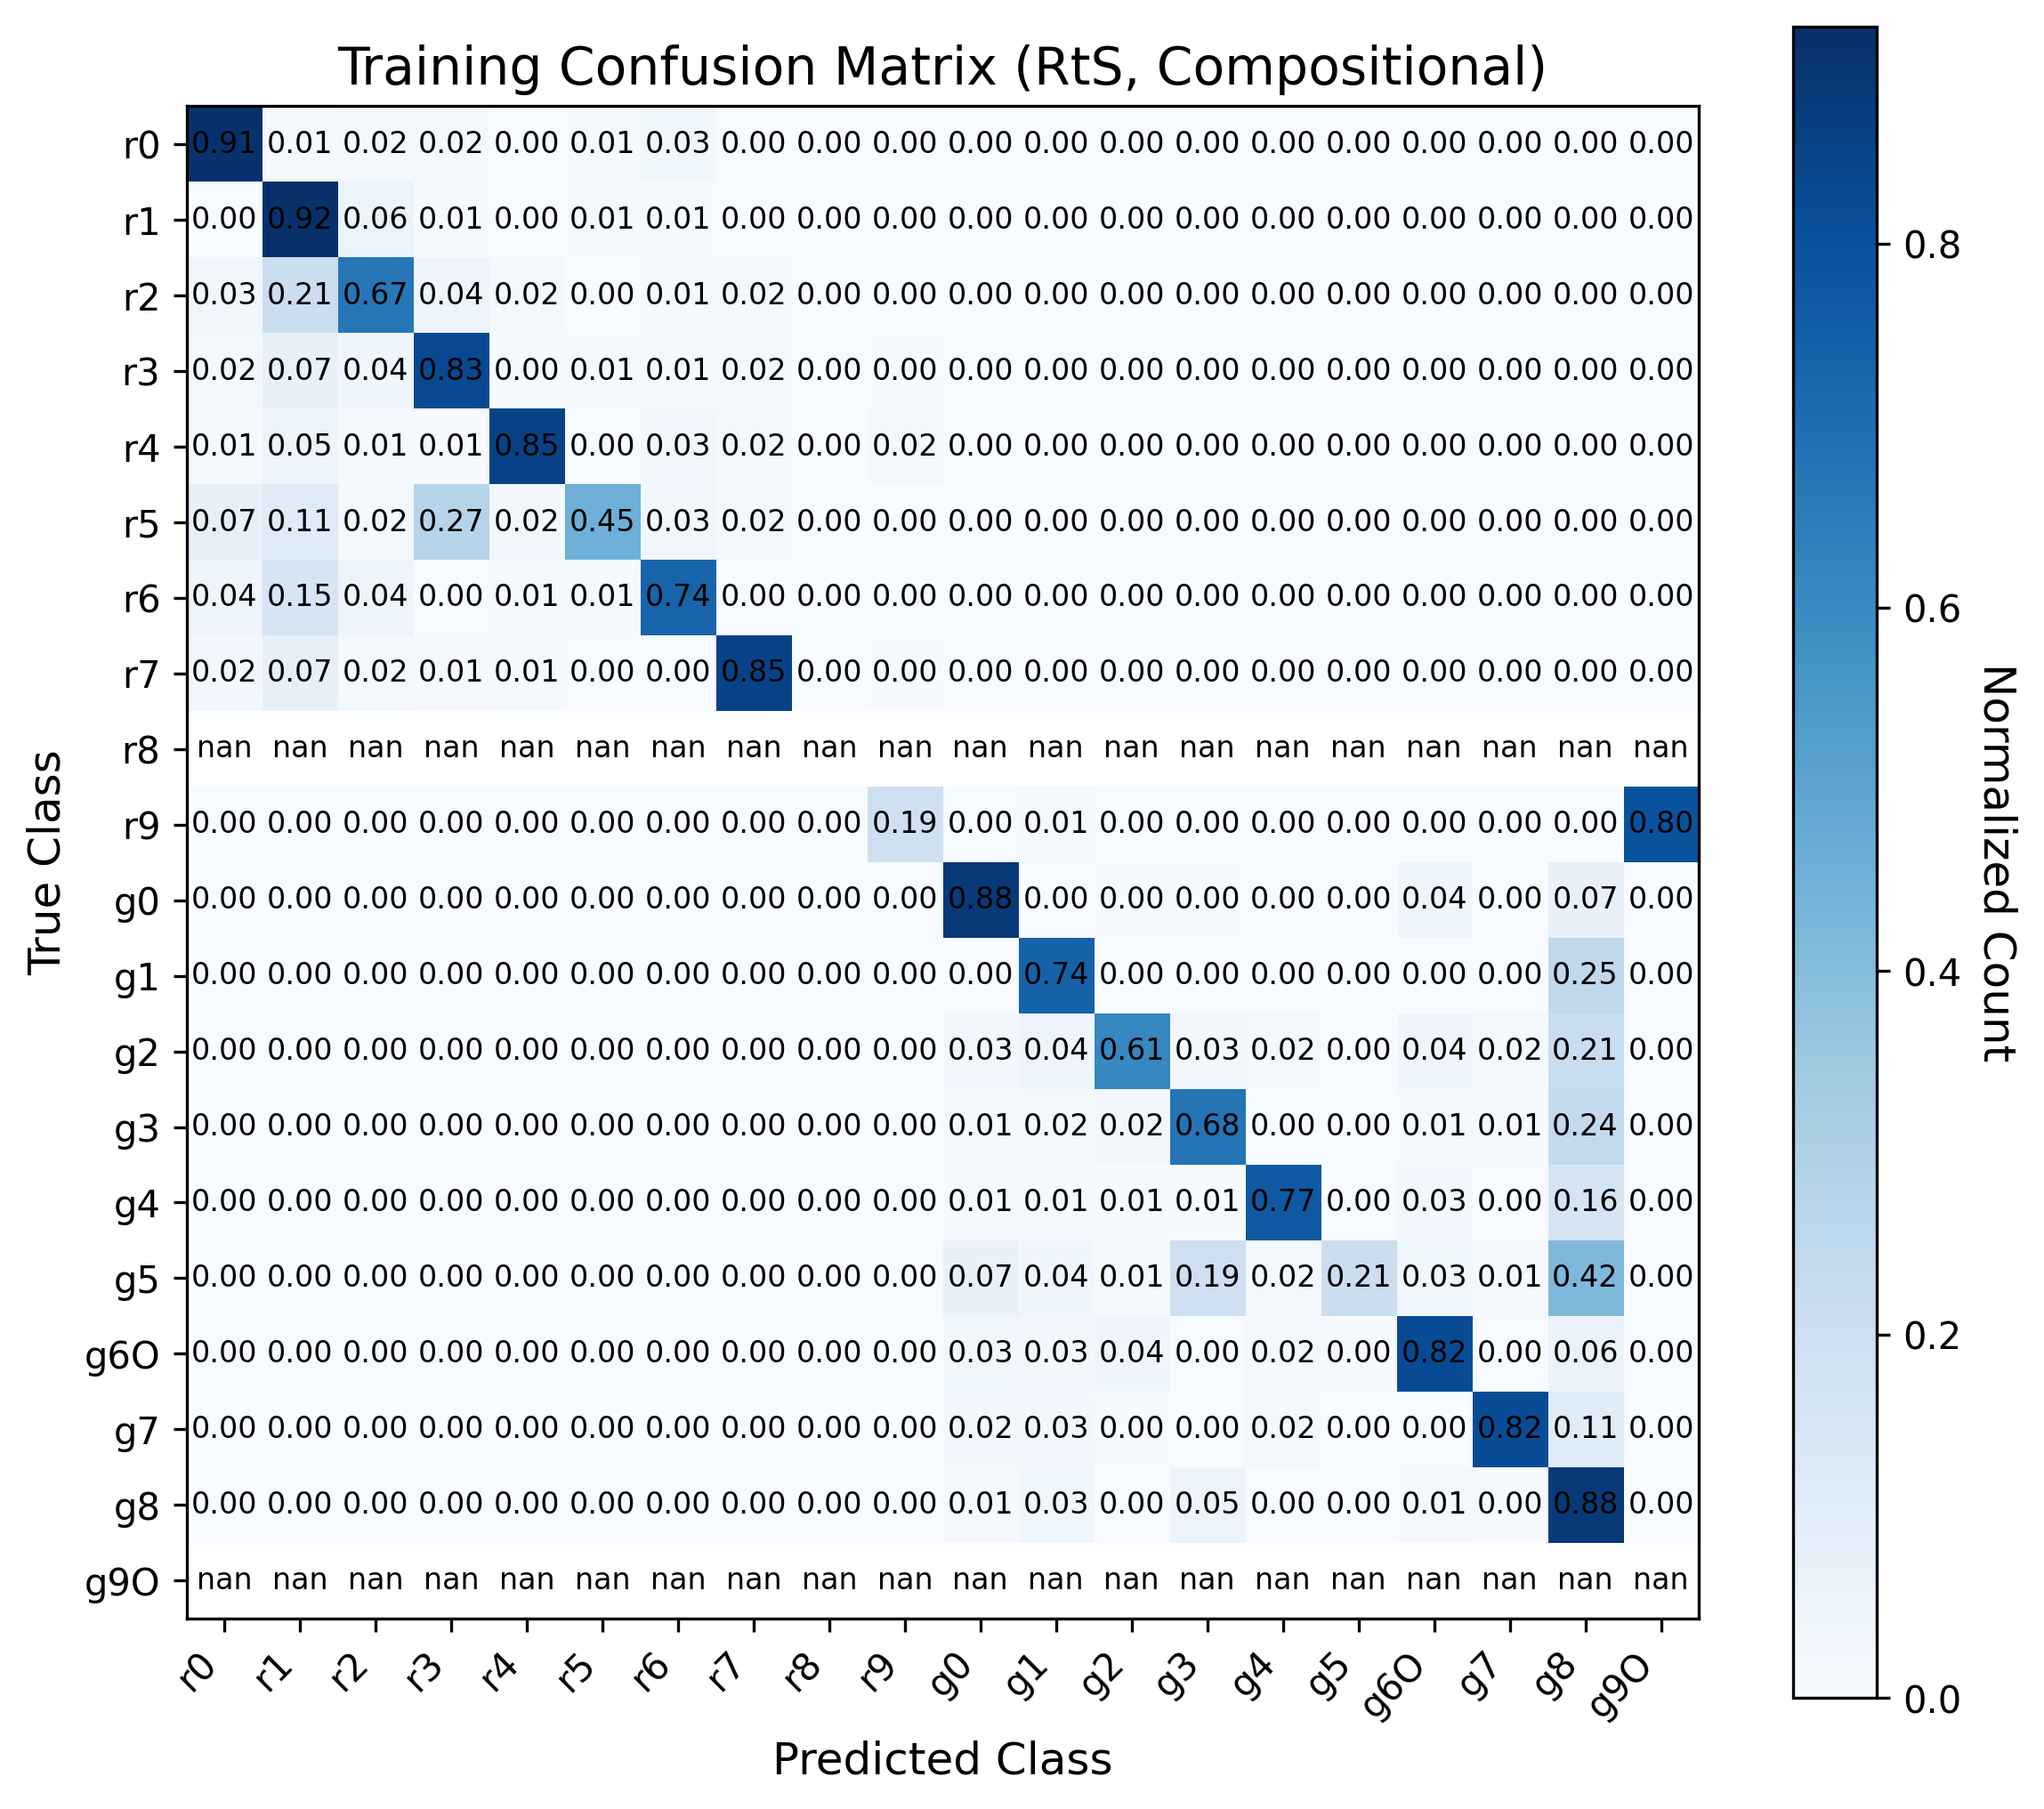 Training Confusion Matrix (RtS, Compositional)
r0 0.91 0.01 0.02 0.02 0.00 0.01 0.03 0.00 0.00 0.00 0.00 0.00 0.00 0.00 0.00 0.00 0.00 0.00 0.00 0.00
r1 0.00 0.92 0.06 0.01 0.00 0.01 0.01 0.00 0.00 0.00 0.00 0.00 0.00 0.00 0.00 0.00 0.00 0.00 0.00 0.00
r2 0.03 0.21 0.67 0.04 0.02 0.00 0.01 0.02 0.00 0.00 0.00 0.00 0.00 0.00 0.00 0.00 0.00 0.00 0.00 0.00
r3 0.02 0.07 0.04 0.83 0.00 0.01 0.01 0.02 0.00 0.00 0.00 0.00 0.00 0.00 0.00 0.00 0.00 0.00 0.00 0.00
r4 0.01 0.05 0.01 0.01 0.85 0.00 0.03 0.02 0.00 0.02 0.00 0.00 0.00 0.00 0.00 0.00 0.00 0.00 0.00 0.00
r5 0.07 0.11 0.02 0.27 0.02 0.45 0.03 0.02 0.00 0.00 0.00 0.00 0.00 0.00 0.00 0.00 0.00 0.00 0.00 0.00
r6 0.04 0.15 0.04 0.00 0.01 0.01 0.74 0.00 0.00 0.00 0.00 0.00 0.00 0.00 0.00 0.00 0.00 0.00 0.00 0.00
r7 0.02 0.07 0.02 0.01 0.01 0.00 0.00 0.85 0.00 0.00 0.00 0.00 0.00 0.00 0.00 0.00 0.00 0.00 0.00 0.00
r8 nan nan nan nan nan nan nan nan nan nan nan nan nan nan nan nan nan nan nan nan
r9 0.00 0.00 0.00 0.00 0.00 0.00 0.00 0.00 0.00 0.19 0.00 0.01 0.00 0.00 0.00 0.00 0.00 0.00 0.00 0.80
g0 0.00 0.00 0.00 0.00 0.00 0.00 0.00 0.00 0.00 0.00 0.88 0.00 0.00 0.00 0.00 0.00 0.04 0.00 0.07 0.00
g1 0.00 0.00 0.00 0.00 0.00 0.00 0.00 0.00 0.00 0.00 0.00 0.74 0.00 0.00 0.00 0.00 0.00 0.00 0.25 0.00
g2 0.00 0.00 0.00 0.00 0.00 0.00 0.00 0.00 0.00 0.00 0.03 0.04 0.61 0.03 0.02 0.00 0.04 0.02 0.21 0.00
g3 0.00 0.00 0.00 0.00 0.00 0.00 0.00 0.00 0.00 0.00 0.01 0.02 0.02 0.68 0.00 0.00 0.01 0.01 0.24 0.00
g4 0.00 0.00 0.00 0.00 0.00 0.00 0.00 0.00 0.00 0.00 0.01 0.01 0.01 0.01 0.77 0.00 0.03 0.00 0.16 0.00
g5 0.00 0.00 0.00 0.00 0.00 0.00 0.00 0.00 0.00 0.00 0.07 0.04 0.01 0.19 0.02 0.21 0.03 0.01 0.42 0.00
g6O 0.00 0.00 0.00 0.00 0.00 0.00 0.00 0.00 0.00 0.00 0.03 0.03 0.04 0.00 0.02 0.00 0.82 0.00 0.06 0.00
g7 0.00 0.00 0.00 0.00 0.00 0.00 0.00 0.00 0.00 0.00 0.02 0.03 0.00 0.00 0.02 0.00 0.00 0.82 0.11 0.00
g8 0.00 0.00 0.00 0.00 0.00 0.00 0.00 0.00 0.00 0.00 0.01 0.03 0.00 0.05 0.00 0.00 0.01 0.00 0.88 0.00
g9O nan nan nan nan nan nan nan nan nan nan nan nan nan nan nan nan nan nan nan nan
r0 r1 r2 r3 r4 r5 r6 r7 r8 r9 g0 g1 g2 g3 g4 g5 g6O g7 g8 g9O
Predicted Class
True Class
0.8
0.6
0.4
0.2
0.0
Normalized Count